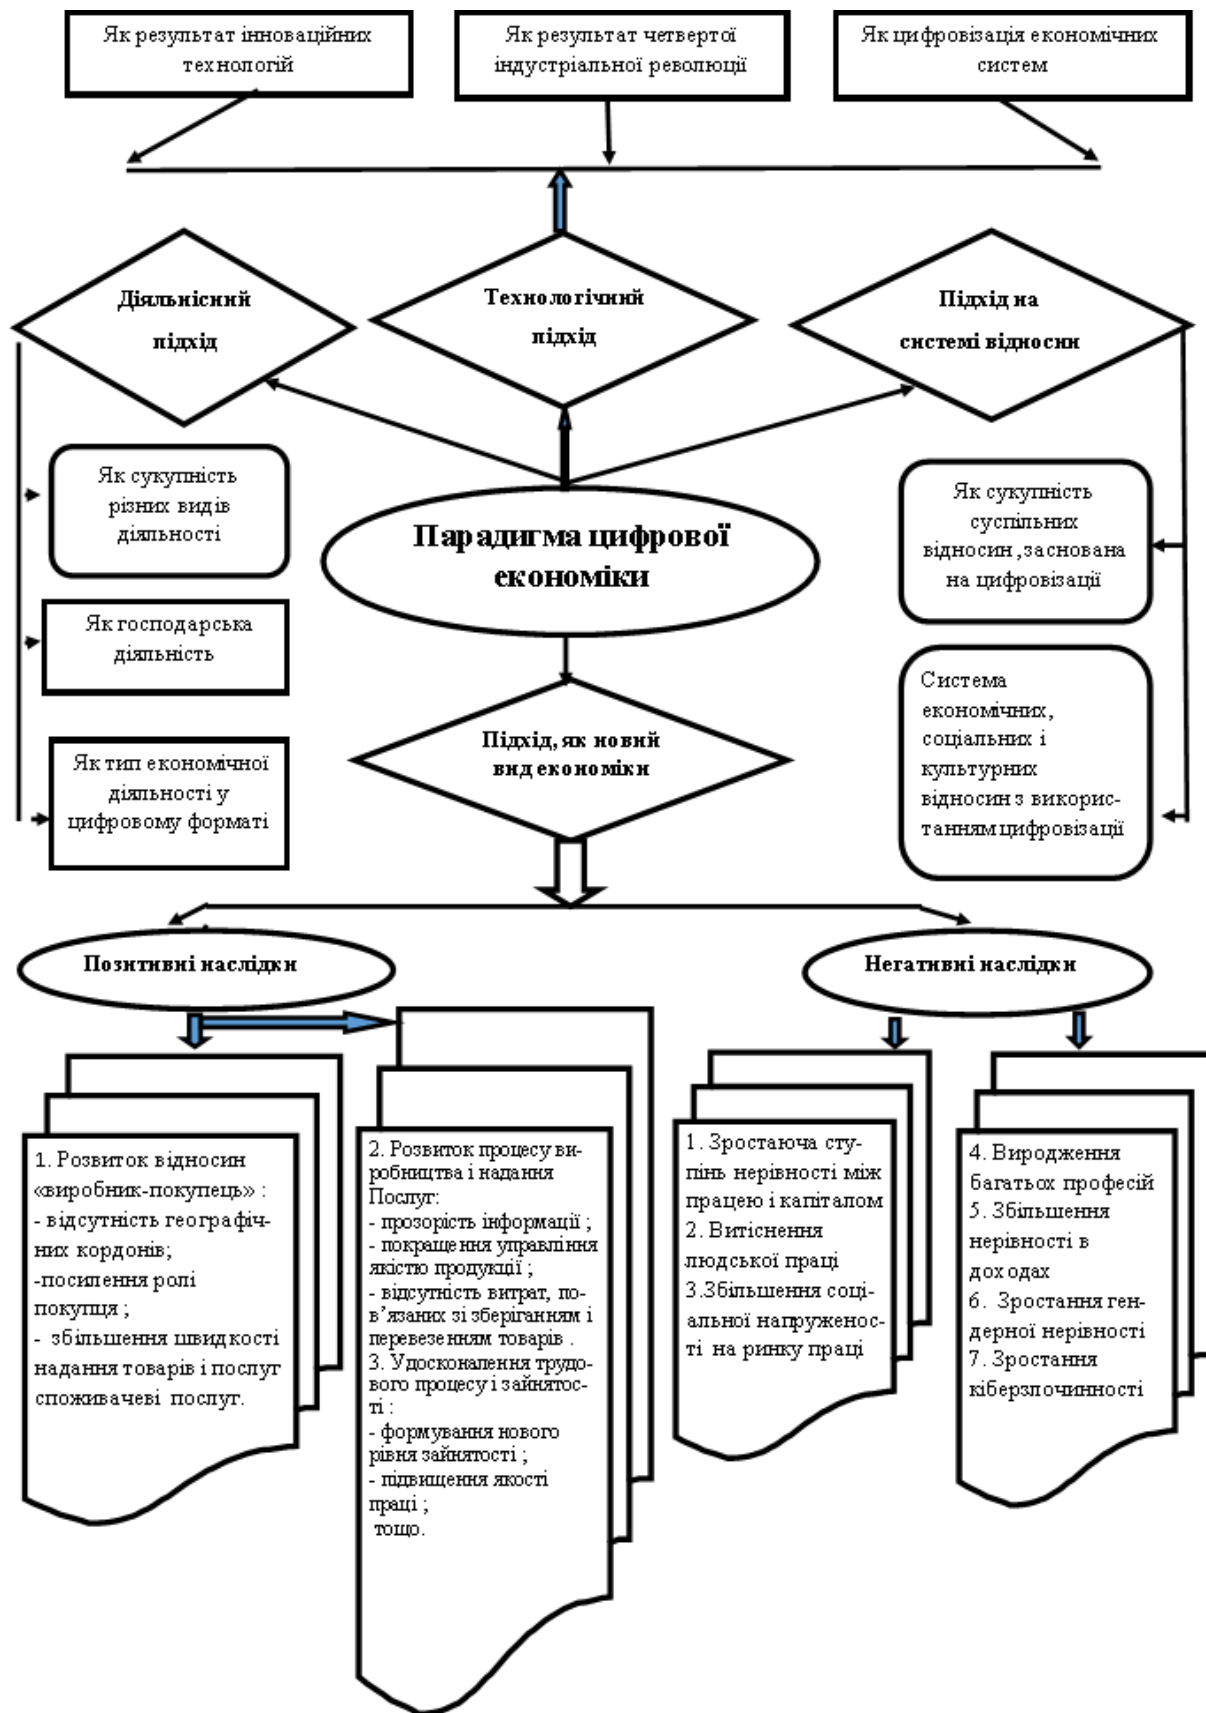 Як результат інноваційних
технологій
Як результат четвертої
індустріальної революції
Як цифровізація економічних
систем
Діяльнісний
підхід
Технологічний
підхід
Підхід на
системі відносин
Як сукупність
різних видів
діяльності
Як господарська
діяльність
Як тип економічної
діяльності у
цифровому форматі
Парадигма цифрової
економіки
Як сукупність
суспільних
відносин ,заснована
на цифровізації
Система
економічних,
соціальних і
культурних
відносин з викорис-
танням цифровізації
Підхід, як новий
вид економіки
Позитивні наслідки
Негативні наслідки
1. Розвиток відносин
«виробник-покупець» :
- відсутність географіч-
них кордонів;
-посилення ролі
покупця ;
- збільшення швидкості
надання товарів і послуг
споживачеві послуг.
2. Розвиток процесу ви-
робництва і надання
Послуг:
- прозорість інформації ;
- покращення управління
якістю продукції ;
- відсутність витрат, по-
в’язаних зі зберіганням і
перевезенням товарів .
3. Удосконалення трудо-
вого процесу і зайнятос-
ті :
- формування нового
рівня зайнятості ;
- підвищення якості
праці ;
тощо.
1. Зростаюча сту-
пінь нерівності між
працею і капіталом
2. Витіснення
людської праці
3.Збільшення соці-
альної напруженос-
ті на ринку праці
4. Виродження
багатьох професій
5. Збільшення
нерівності в
доходах
6. Зростання ген-
дерної нерівності
7. Зростання
кіберзлочинності